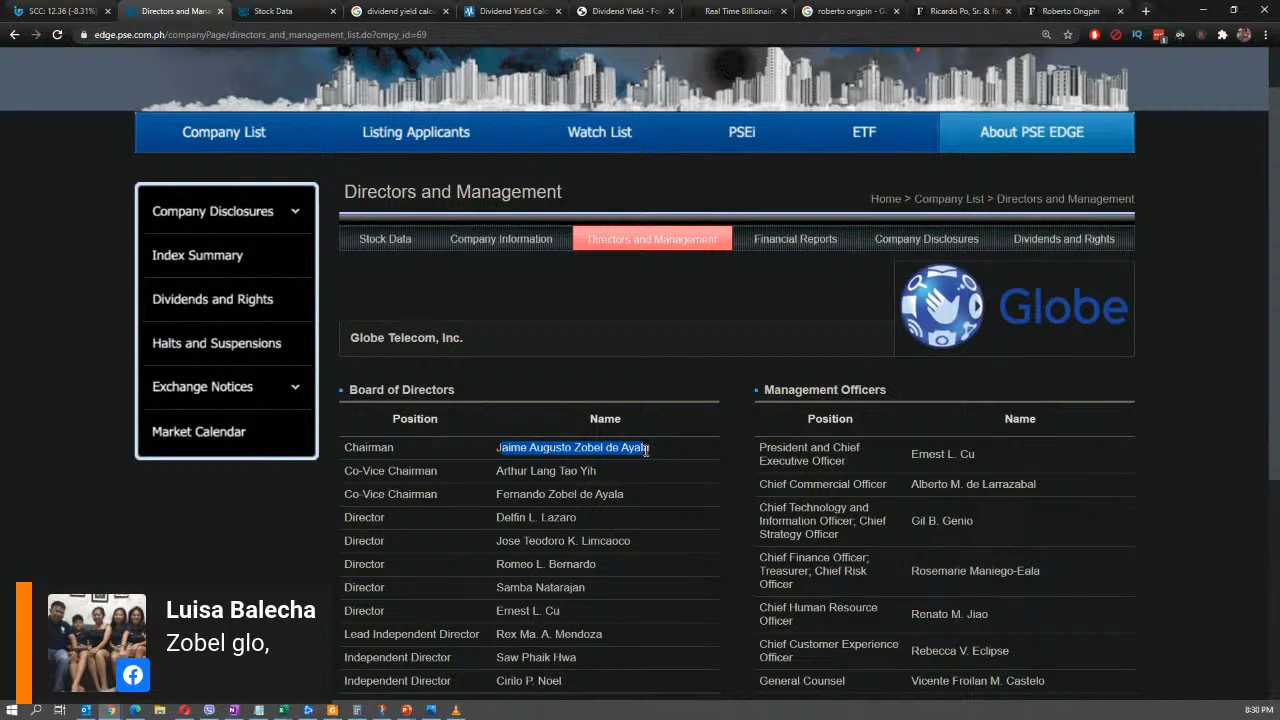 SCC: 12.36 (-8.31%)
Directors and Mana
Stock Data
dividend yield calcu
Dividend Yield Calc
Dividend Yield - Fo
Real Time Billionair
roberto ongpin - G
Ricardo Po, Sr. & fa
Roberto Ongpin
edge.pse.com.ph/companyPage/directors_and_management_list.do?cmpy_id=69
Company List
Listing Applicants
Watch List
PSEi
ETF
About PSE EDGE
Company Disclosures
Index Summary
Dividends and Rights
Halts and Suspensions
Exchange Notices
Market Calendar
Directors and Management
Home > Company List > Directors and Management
Stock Data
Company Information
Directors and Management
Financial Reports
Company Disclosures
Dividends and Rights
Globe
Globe Telecom, Inc.
Board of Directors
Position Name
Chairman Jaime Augusto Zobel de Ayala
Co-Vice Chairman Arthur Lang Tao Yih
Co-Vice Chairman Fernando Zobel de Ayala
Director Delfin L. Lazaro
Director Jose Teodoro K. Limcaoco
Director Romeo L. Bernardo
Director Samba Natarajan
Director Ernest L. Cu
Lead Independent Director Rex Ma. A. Mendoza
Independent Director Saw Phaik Hwa
Independent Director Cirilo P. Noel
Management Officers
Position Name
President and Chief
Executive Officer
Ernest L. Cu
Chief Commercial Officer Alberto M. de Larrazabal
Chief Technology and
Information Officer; Chief
Strategy Officer
Gil B. Genio
Chief Finance Officer;
Treasurer; Chief Risk
Officer
Rosemarie Maniego-Eala
Chief Human Resource
Officer
Renato M. Jiao
Chief Customer Experience
Officer
Rebecca V. Eclipse
General Counsel Vicente Froilan M. Castelo
Luisa Balecha
Zobel glo,
8:30 PM